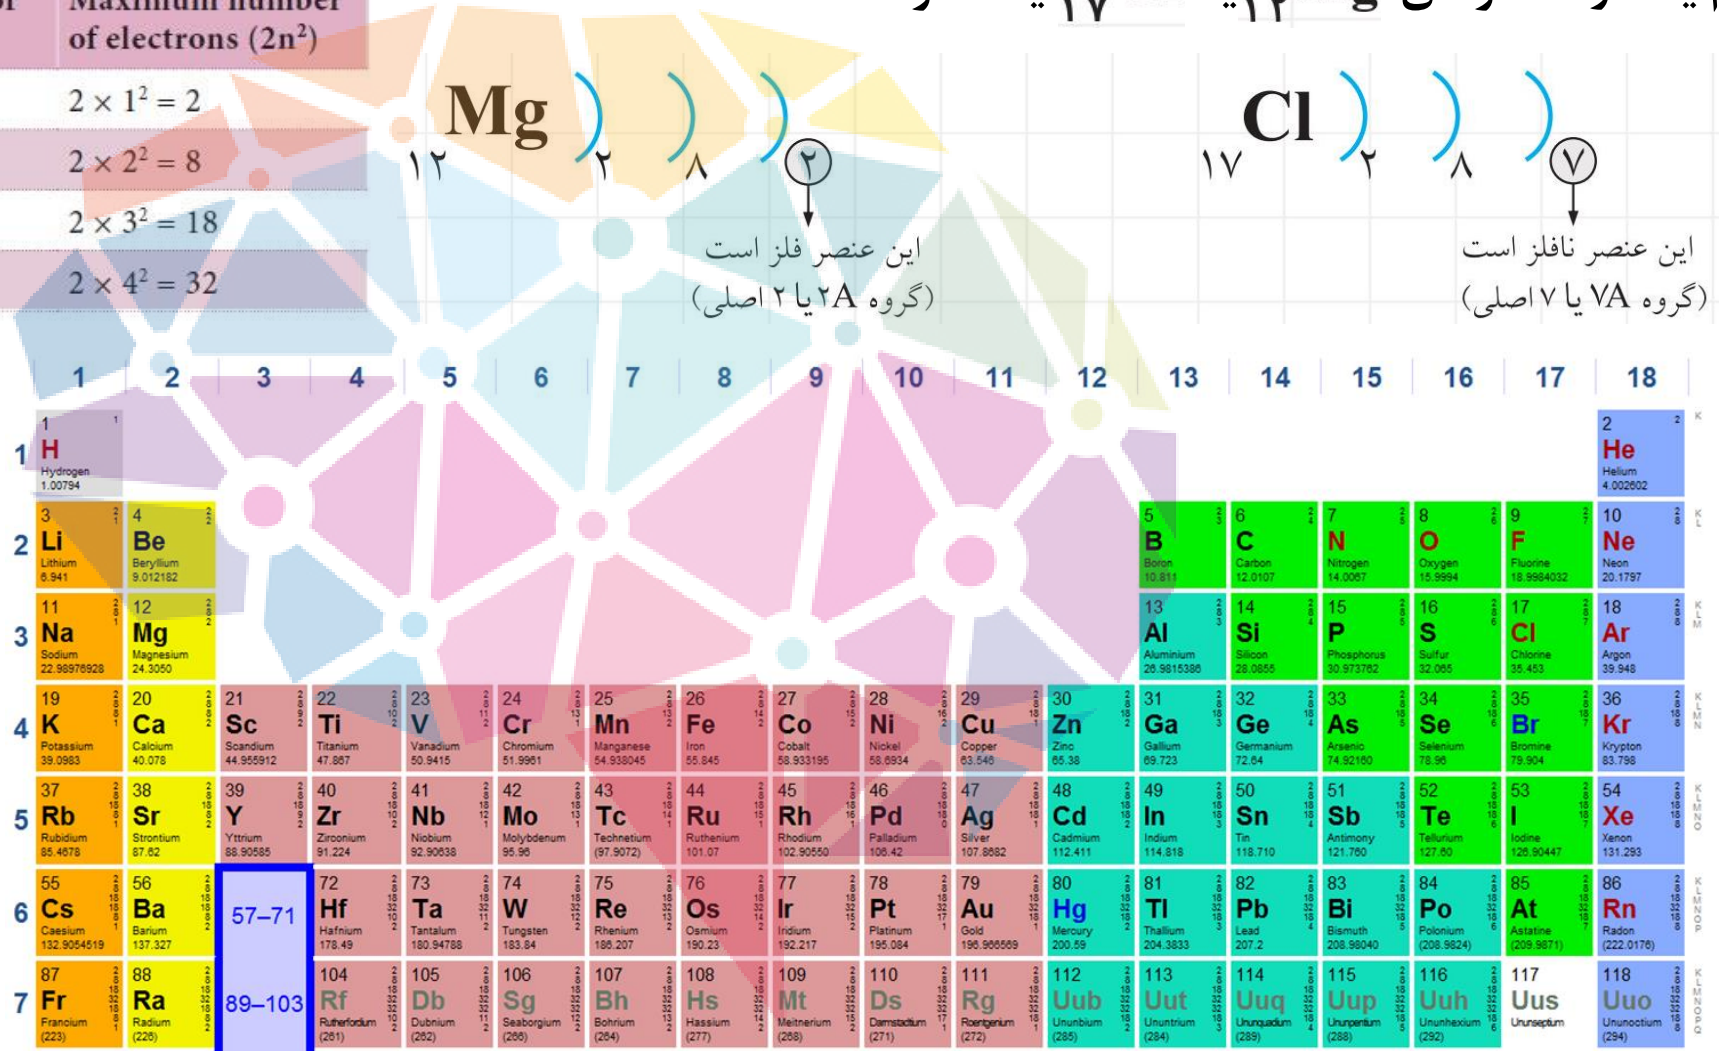 Maximum number
of electrons (2n²)
2 × 1² = 2
2 × 2² = 8
2 × 3² = 18
2 × 4² = 32
Mg
۱۲ ۲ ۸ ۲
این عنصر فلز است
(گروه ۲A یا ۲ اصلی)
Cl
۱۷ ۲ ۸ ۷
این عنصر نافلز است
(گروه ۷A یا ۷ اصلی)
1 2 3 4 5 6 7 8 9 10 11 12 13 14 15 16 17 18
1
1 H Hydrogen 1.00794
2 He Helium 4.002602
2
3 Li Lithium 6.941
4 Be Beryllium 9.012182
5 B Boron 10.811
6 C Carbon 12.0107
7 N Nitrogen 14.0067
8 O Oxygen 15.9994
9 F Fluorine 18.9984032
10 Ne Neon 20.1797
3
11 Na Sodium 22.98976928
12 Mg Magnesium 24.3050
13 Al Aluminium 26.9815386
14 Si Silicon 28.0855
15 P Phosphorus 30.973762
16 S Sulfur 32.065
17 Cl Chlorine 35.453
18 Ar Argon 39.948
4
19 K Potassium 39.0983
20 Ca Calcium 40.078
21 Sc Scandium 44.955912
22 Ti Titanium 47.867
23 V Vanadium 50.9415
24 Cr Chromium 51.9961
25 Mn Manganese 54.938045
26 Fe Iron 55.845
27 Co Cobalt 58.933195
28 Ni Nickel 58.6934
29 Cu Copper 63.546
30 Zn Zinc 65.38
31 Ga Gallium 69.723
32 Ge Germanium 72.64
33 As Arsenic 74.92160
34 Se Selenium 78.96
35 Br Bromine 79.904
36 Kr Krypton 83.798
5
37 Rb Rubidium 85.4678
38 Sr Strontium 87.62
39 Y Yttrium 88.90585
40 Zr Zirconium 91.224
41 Nb Niobium 92.90638
42 Mo Molybdenum 95.96
43 Tc Technetium (97.9072)
44 Ru Ruthenium 101.07
45 Rh Rhodium 102.90550
46 Pd Palladium 106.42
47 Ag Silver 107.8682
48 Cd Cadmium 112.411
49 In Indium 114.818
50 Sn Tin 118.710
51 Sb Antimony 121.760
52 Te Tellurium 127.60
53 I Iodine 126.90447
54 Xe Xenon 131.293
6
55 Cs Caesium 132.9054519
56 Ba Barium 137.327
57–71
72 Hf Hafnium 178.49
73 Ta Tantalum 180.94788
74 W Tungsten 183.84
75 Re Rhenium 186.207
76 Os Osmium 190.23
77 Ir Iridium 192.217
78 Pt Platinum 195.084
79 Au Gold 196.966569
80 Hg Mercury 200.59
81 Tl Thallium 204.3833
82 Pb Lead 207.2
83 Bi Bismuth 208.98040
84 Po Polonium (208.9824)
85 At Astatine (209.9871)
86 Rn Radon (222.0176)
7
87 Fr Francium (223)
88 Ra Radium (226)
89–103
104 Rf Rutherfordium (261)
105 Db Dubnium (262)
106 Sg Seaborgium (266)
107 Bh Bohrium (264)
108 Hs Hassium (277)
109 Mt Meitnerium (268)
110 Ds Darmstadtium (271)
111 Rg Roentgenium (272)
112 Uub Ununbium (285)
113 Uut Ununtrium (284)
114 Uuq Ununquadium (289)
115 Uup Ununpentium (288)
116 Uuh Ununhexium (292)
117 Uus Ununseptium
118 Uuo Ununoctium (294)